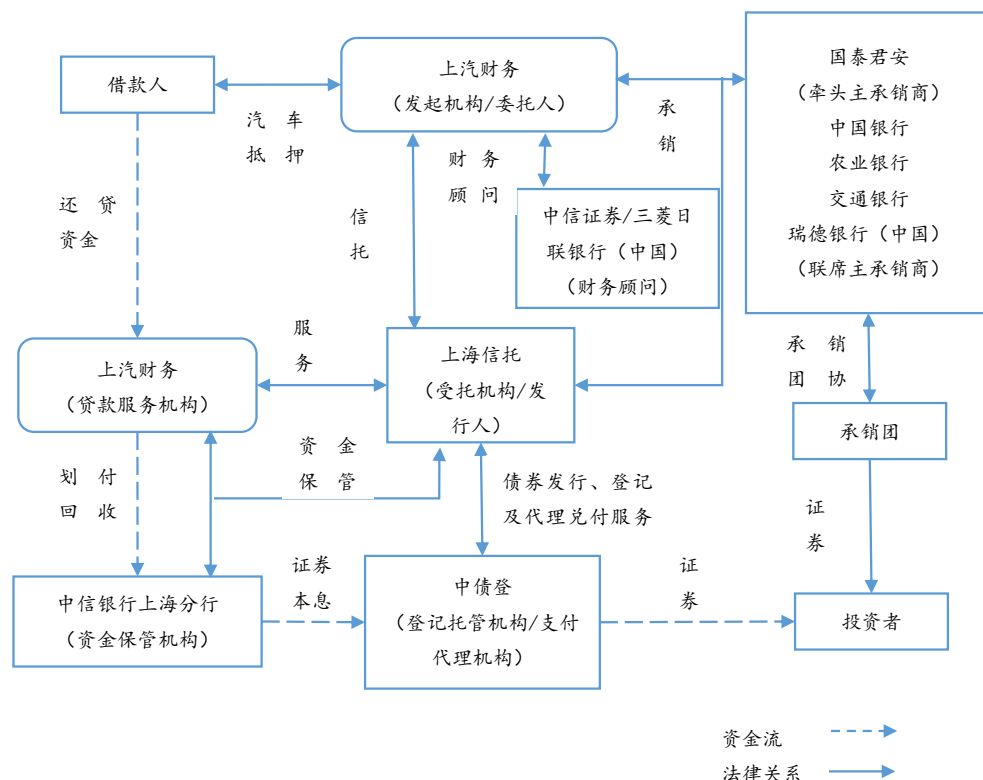 借款人
上汽财务
（发起机构/委托人）
国泰君安
（牵头主承销商）
中国银行
农业银行
交通银行
瑞德银行（中国）
（联席主承销商）
汽 车
抵 押
承
销
财 务
顾 问
中信证券/三菱日
联银行（中国）
（财务顾问）
还 贷
资金
信
托
服
务
上汽财务
（贷款服务机构）
上海信托
（受托机构/发
行人）
承 销
团 协
承销团
资 金
保 管
划 付
回 收
债券发行、登记
及代理兑付服务
证
券
中信银行上海分行
（资金保管机构）
证券
本息
中债登
（登记托管机构/支付
代理机构）
证
券
投资者
资金流
法律关系